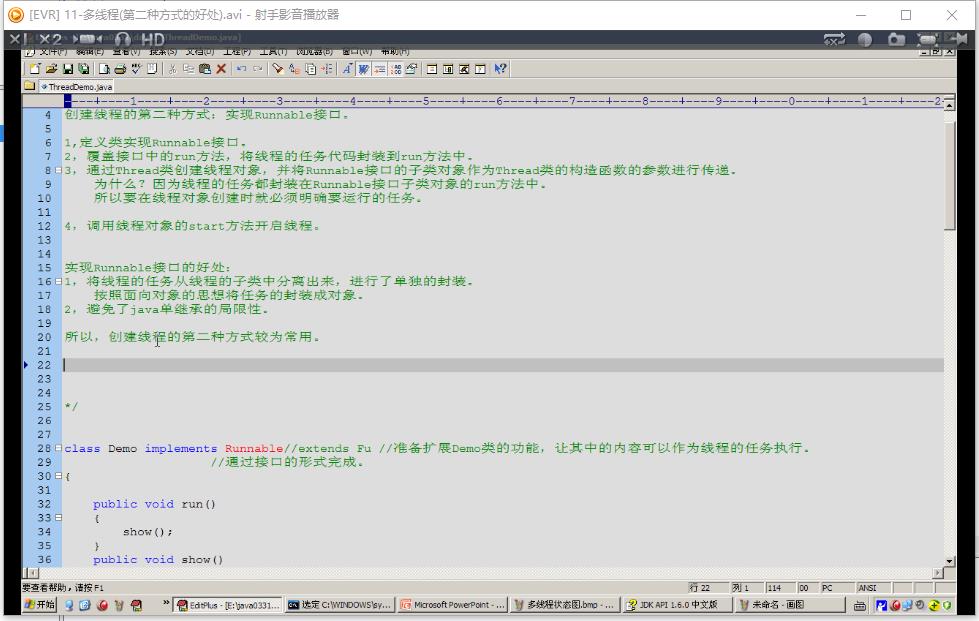 [EVR] 11-多线程(第二种方式的好处).avi - 射手影音播放器
X2 HD
ThreadDemo.java]
文件(F) 编辑(E) 查看(V) 搜索(S) 文档(D) 工程(P) 工具(T) 浏览器(B) 窗口(W) 帮助(H)
ThreadDemo.java
----+----1----+----2----+----3----+----4----+----5----+----6----+----7----+----8----+----9----+----0----+----1----+----2-
4 创建线程的第二种方式：实现Runnable接口。
5
6 1,定义类实现Runnable接口。
7 2，覆盖接口中的run方法，将线程的任务代码封装到run方法中。
8 3，通过Thread类创建线程对象，并将Runnable接口的子类对象作为Thread类的构造函数的参数进行传递。
9 为什么？因为线程的任务都封装在Runnable接口子类对象的run方法中。
10 所以要在线程对象创建时就必须明确要运行的任务。
11
12 4，调用线程对象的start方法开启线程。
13
14
15 实现Runnable接口的好处：
16 1，将线程的任务从线程的子类中分离出来，进行了单独的封装。
17 按照面向对象的思想将任务的封装成对象。
18 2，避免了java单继承的局限性。
19
20 所以，创建线程的第二种方式较为常用。
21
22
23
24
25 */
26
27
28 class Demo implements Runnable//extends Fu //准备扩展Demo类的功能，让其中的内容可以作为线程的任务执行。
29 //通过接口的形式完成。
30 {
31
32 public void run()
33 {
34 show();
35 }
36 public void show()
要查看帮助，请按 F1 行 22 列 1 114 00 PC ANSI
开始 » EditPlus - [E:\java0331... 选定 C:\WINDOWS\sy... Microsoft PowerPoint - ... 多线程状态图.bmp - ... JDK API 1.6.0 中文版 未命名 - 画图